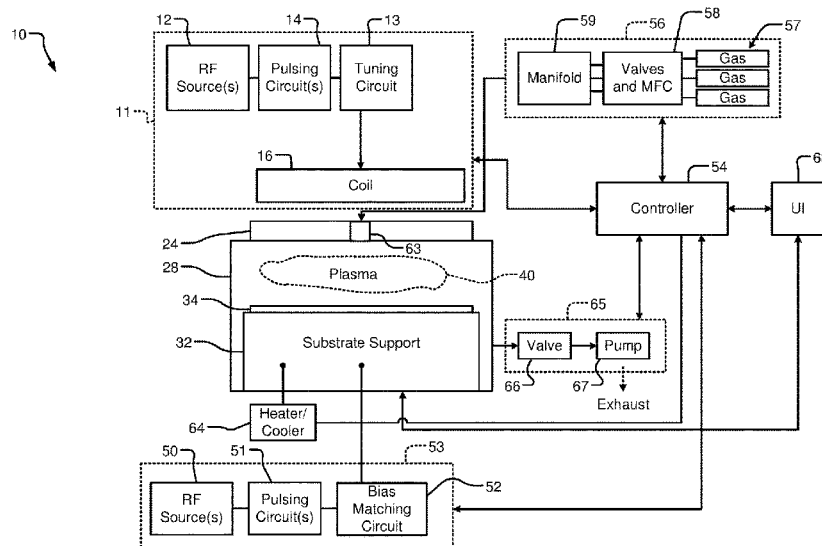 10
12
14
13
RF
Source(s)
Pulsing
Circuit(s)
Tuning
Circuit
11
16
Coil
59
56
58
57
Manifold
Valves
and MFC
Gas
Gas
Gas
54
Controller
UI
24
63
28
Plasma
40
34
32
Substrate Support
65
Valve
Pump
66
67
Exhaust
64
Heater/
Cooler
53
50
51
52
RF
Source(s)
Pulsing
Circuit(s)
Bias
Matching
Circuit